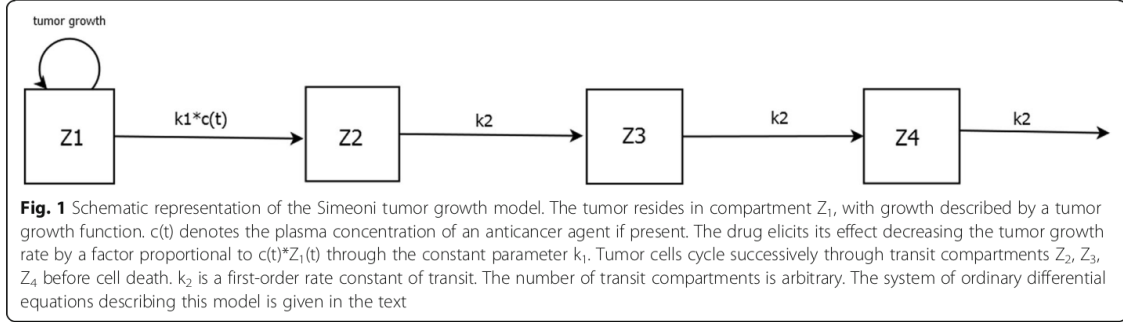 tumor growth
Z1
k1*c(t)
Z2
k2
Z3
k2
Z4
k2
Fig. 1 Schematic representation of the Simeoni tumor growth model. The tumor resides in compartment Z₁, with growth described by a tumor
growth function. c(t) denotes the plasma concentration of an anticancer agent if present. The drug elicits its effect decreasing the tumor growth
rate by a factor proportional to c(t)*Z₁(t) through the constant parameter k₁. Tumor cells cycle successively through transit compartments Z₂, Z₃,
Z₄ before cell death. k₂ is a first-order rate constant of transit. The number of transit compartments is arbitrary. The system of ordinary differential
equations describing this model is given in the text